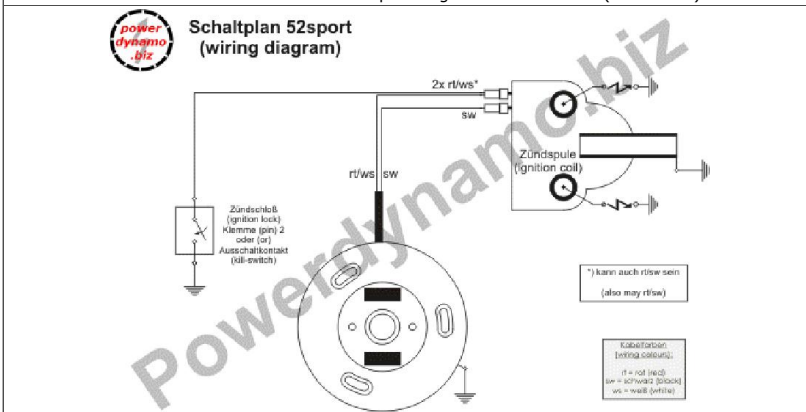 power
dynamo
.biz
Schaltplan 52sport
(wiring diagram)
2x rt/ws*
sw
rt/ws sw
Zündspule
(ignition coil)
Zündschloß
(ignition lock)
Klemme (pin) 2
oder (or)
Ausschaltkontakt
(kill-switch)
*) kann auch rt/sw sein
(also may rt/sw)
Kabelfarben
(wiring colours):
rt = rot (red)
sw = schwarz (black)
ws = weiß (white)
Powerdynamo.biz